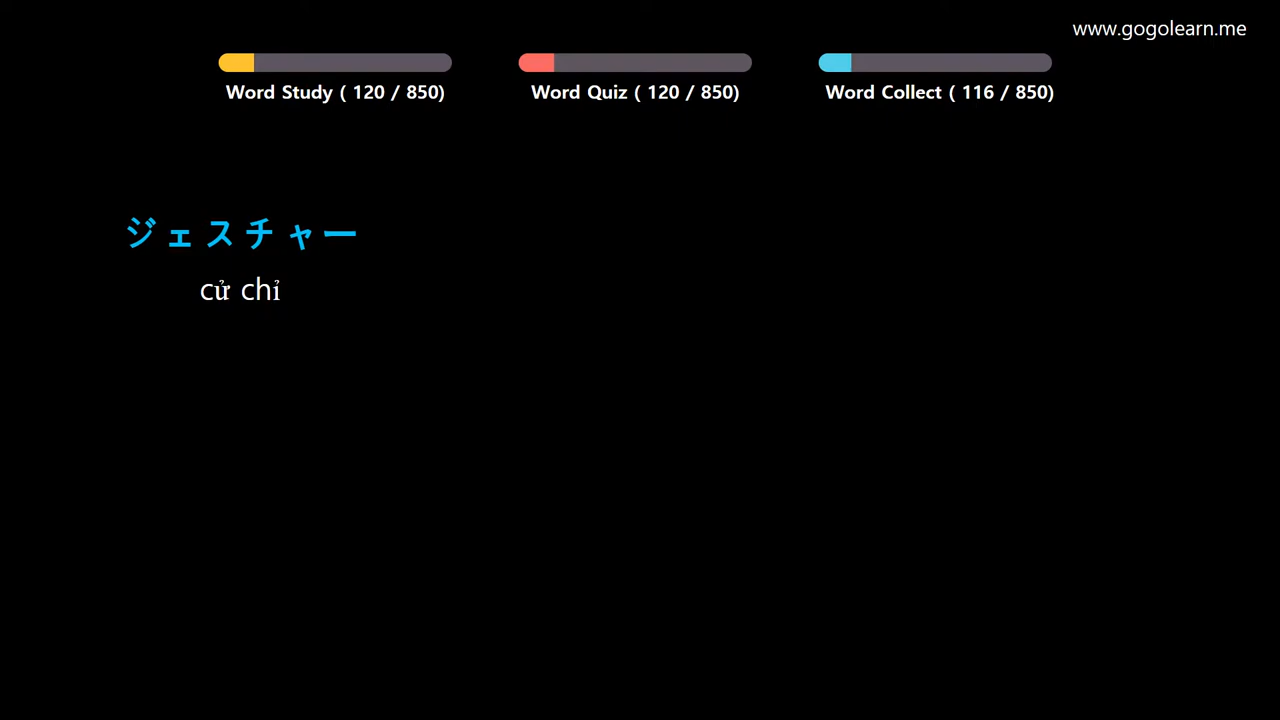 www.gogolearn.me
Word Study ( 120 / 850)
Word Quiz ( 120 / 850)
Word Collect ( 116 / 850)
ジェスチャー
cử chỉ